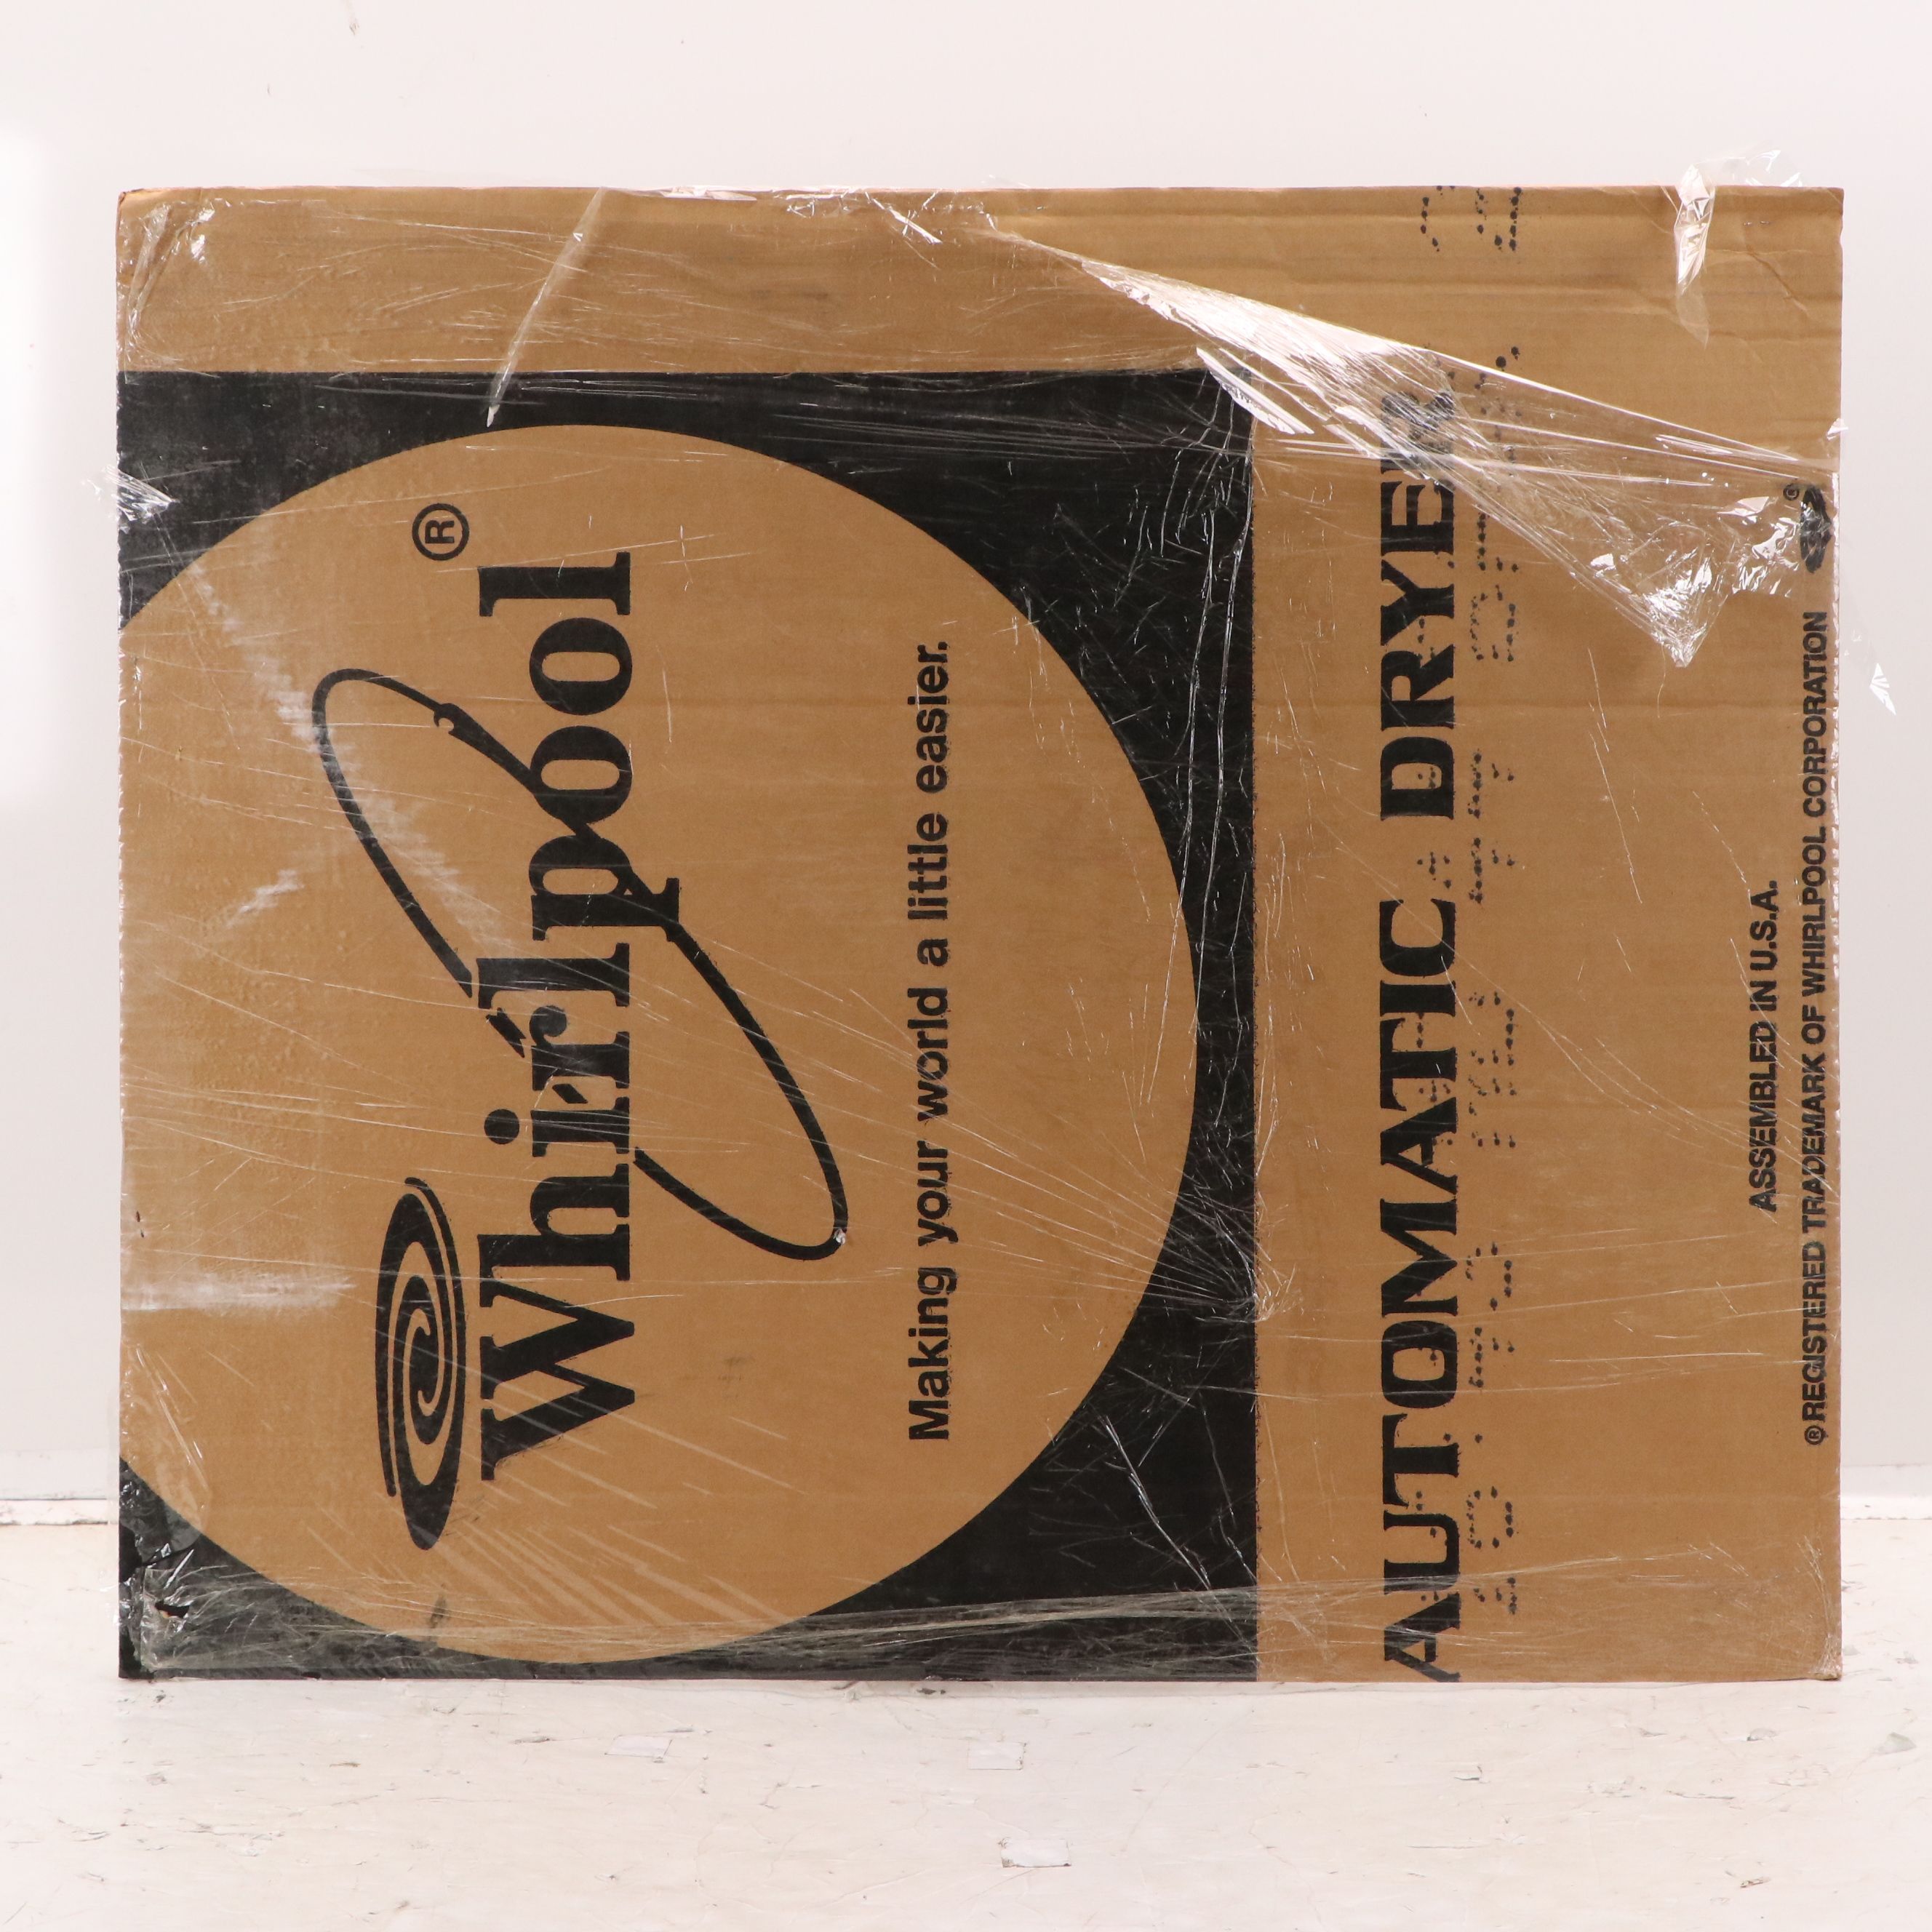 Whirlpool®
Making your world a little easier.
AUTOMATIC DRYER
ASSEMBLED IN U.S.A.
®REGISTERED TRADEMARK OF WHIRLPOOL CORPORATION